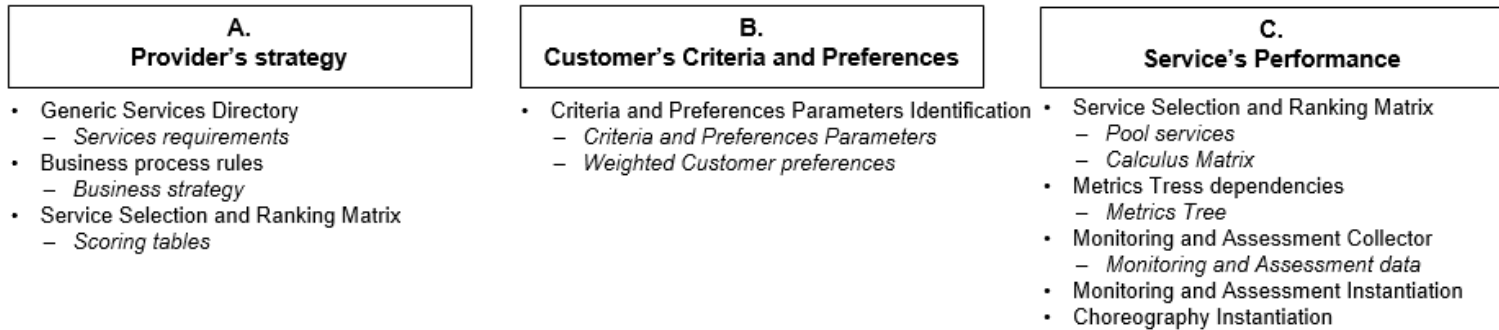 A.
Provider's strategy
• Generic Services Directory
– Services requirements
• Business process rules
– Business strategy
• Service Selection and Ranking Matrix
– Scoring tables
B.
Customer's Criteria and Preferences
• Criteria and Preferences Parameters Identification
– Criteria and Preferences Parameters
– Weighted Customer preferences
C.
Service's Performance
• Service Selection and Ranking Matrix
– Pool services
– Calculus Matrix
• Metrics Tress dependencies
– Metrics Tree
• Monitoring and Assessment Collector
– Monitoring and Assessment data
• Monitoring and Assessment Instantiation
• Choreography Instantiation